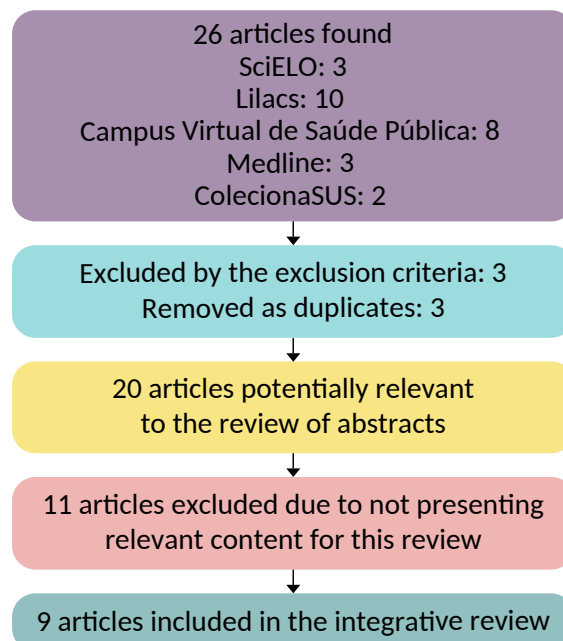 26 articles found
SciELO: 3
Lilacs: 10
Campus Virtual de Saúde Pública: 8
Medline: 3
ColecionaSUS: 2
Excluded by the exclusion criteria: 3
Removed as duplicates: 3
20 articles potentially relevant
to the review of abstracts
11 articles excluded due to not presenting
relevant content for this review
9 articles included in the integrative review